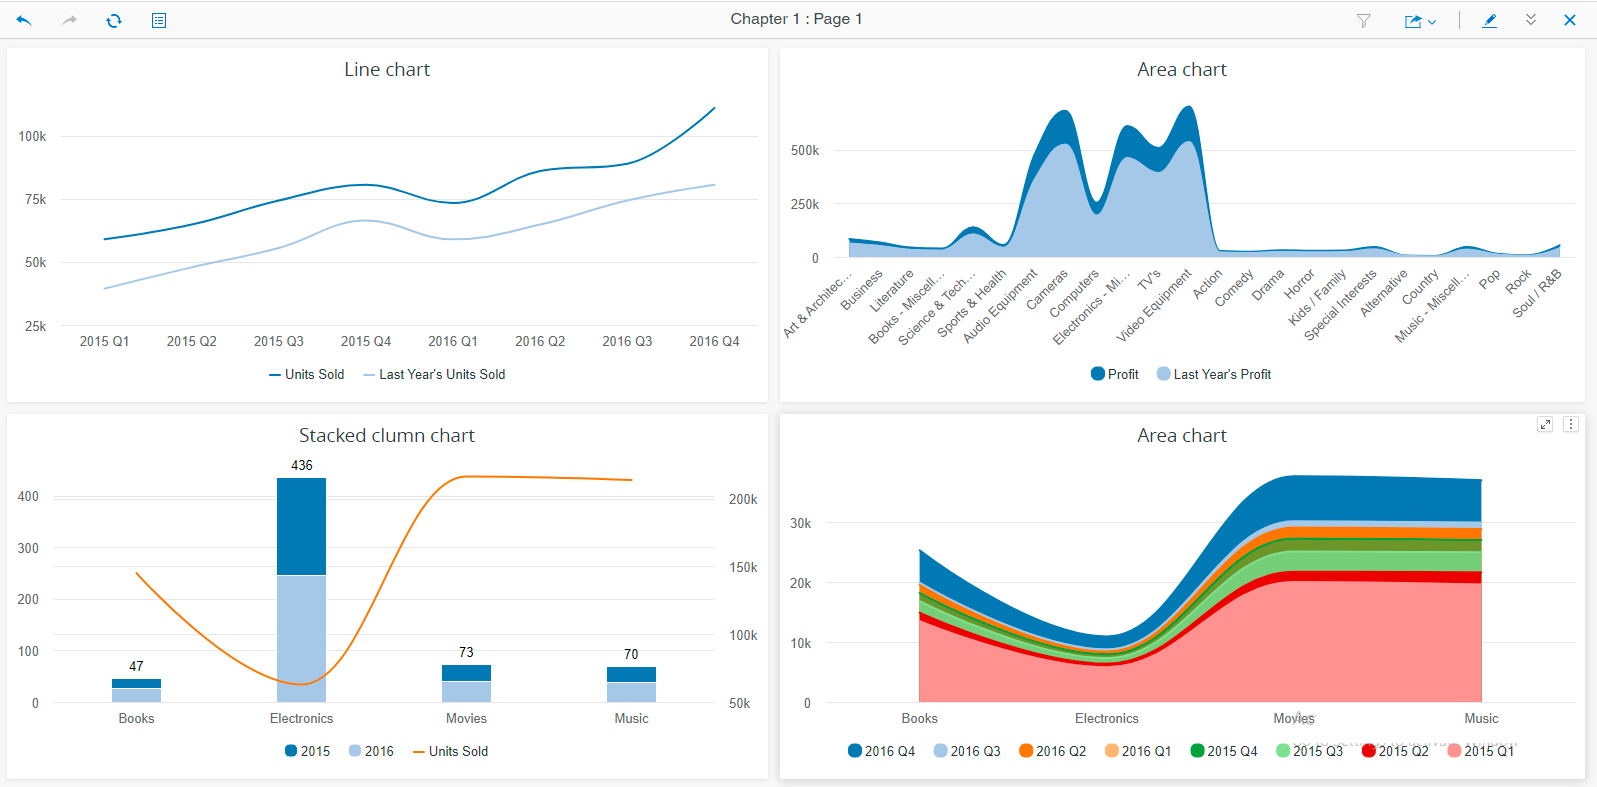 Chapter 1 : Page 1
Line chart
100k
75k
50k
25k
2015 Q1 2015 Q2 2015 Q3 2015 Q4 2016 Q1 2016 Q2 2016 Q3 2016 Q4
Units Sold Last Year's Units Sold
Area chart
500k
250k
0
Art & Architec... Business Literature Books - Miscell... Science & Tech... Sports & Health Audio Equipment Cameras Computers Electronics - Mi... TV's Video Equipment Action Comedy Drama Horror Kids / Family Special Interests Alternative Country Music - Miscell... Pop Rock Soul / R&B
Profit Last Year's Profit
Stacked clumn chart
436
400
300
200
100
0
200k
150k
100k
50k
47
73
70
Books Electronics Movies Music
2015 2016 Units Sold
Area chart
30k
20k
10k
0
Books Electronics Movies Music
2016 Q4 2016 Q3 2016 Q2 2016 Q1 2015 Q4 2015 Q3 2015 Q2 2015 Q1